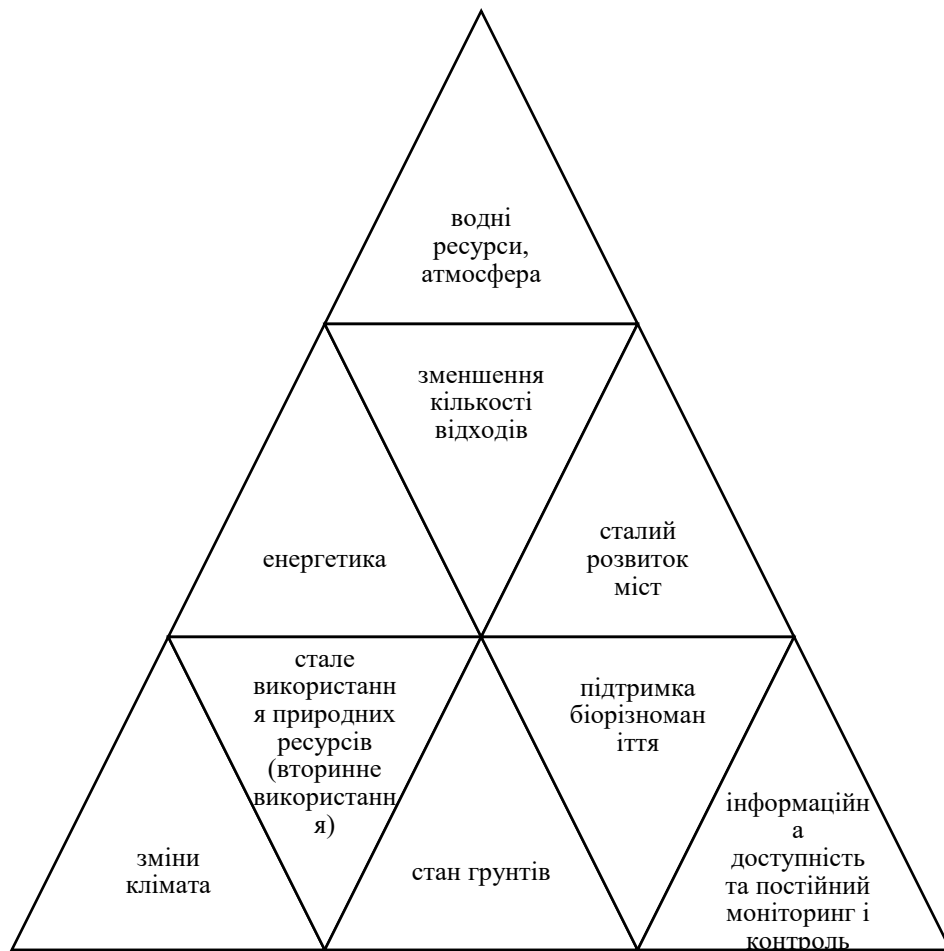 водні
ресурси,
атмосфера
зменшення
кількості
відходів
енергетика
сталий
розвиток
міст
стале
використанн
я природних
ресурсів
(вторинне
використанн
я)
підтримка
біорізноман
іття
зміни
клімата
стан грунтів
інформаційн
а
доступність
та постійний
моніторинг і
контроль